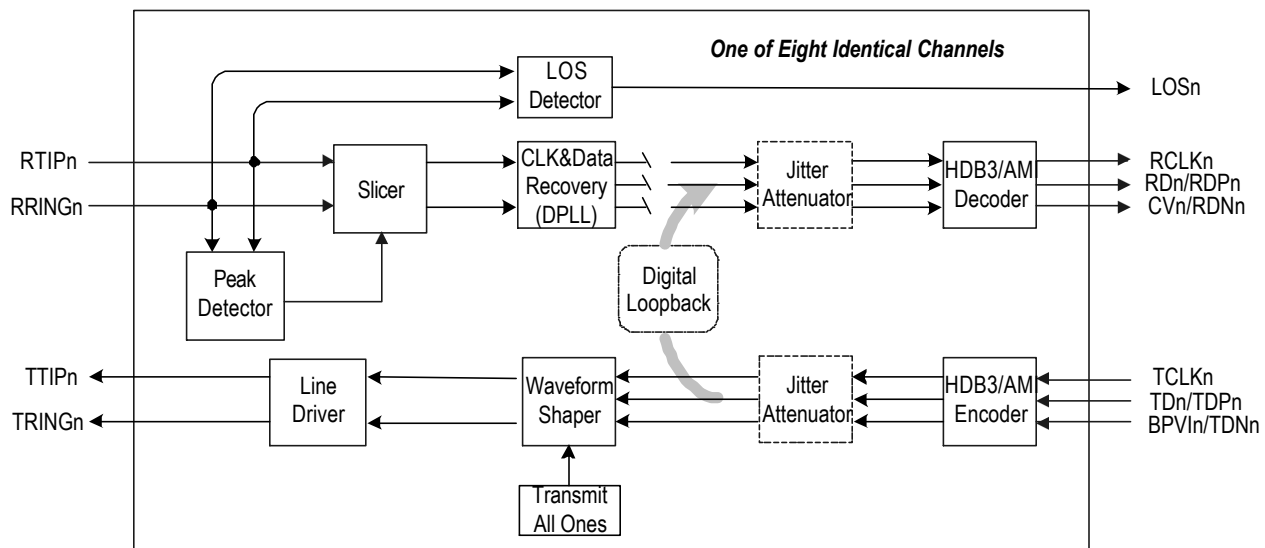 One of Eight Identical Channels
LOS
Detector
LOSn
RTIPn
RRINGn
Slicer
CLK&Data
Recovery
(DPLL)
Jitter
Attenuator
HDB3/AMI
Decoder
RCLKn
RDn/RDPn
CVn/RDNn
Peak
Detector
Digital
Loopback
TTIPn
TRINGn
Line
Driver
Waveform
Shaper
Jitter
Attenuator
HDB3/AMI
Encoder
TCLKn
TDn/TDPn
BPVIn/TDNn
Transmit
All Ones